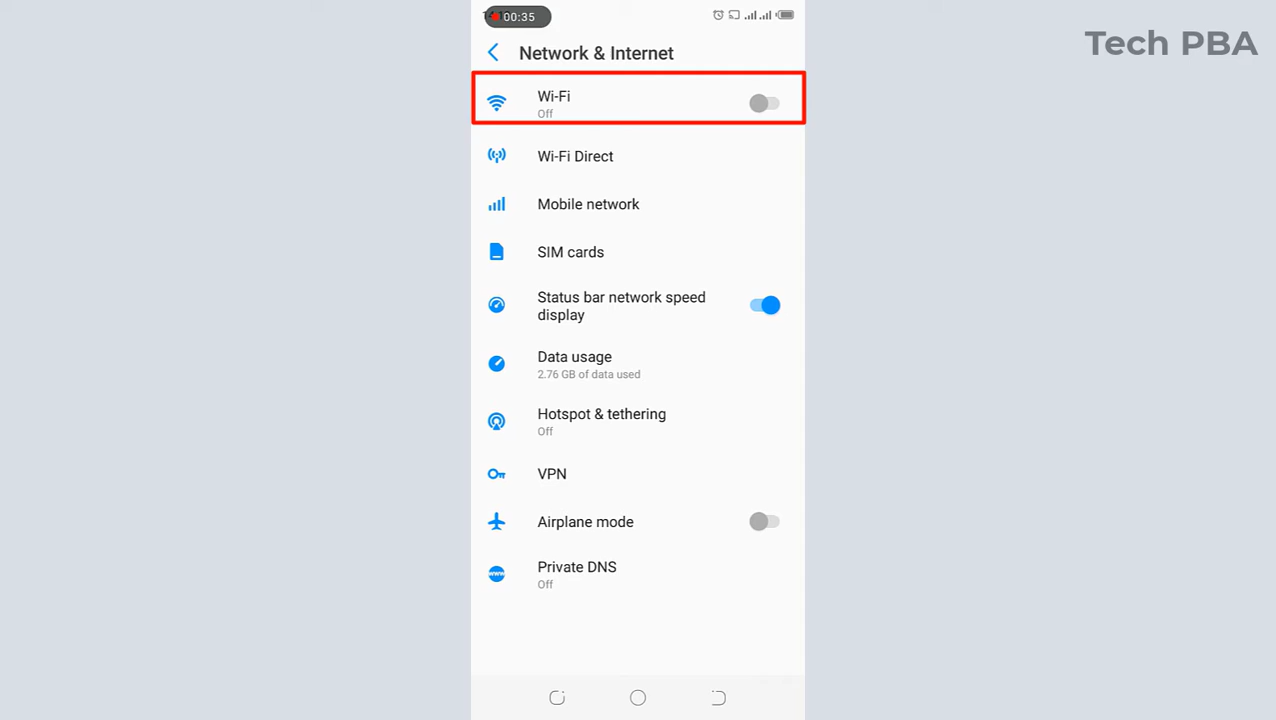 00:35
Tech PBA
Network & Internet
Wi-Fi
Off
Wi-Fi Direct
Mobile network
SIM cards
Status bar network speed
display
Data usage
2.76 GB of data used
Hotspot & tethering
Off
VPN
Airplane mode
www
Private DNS
Off